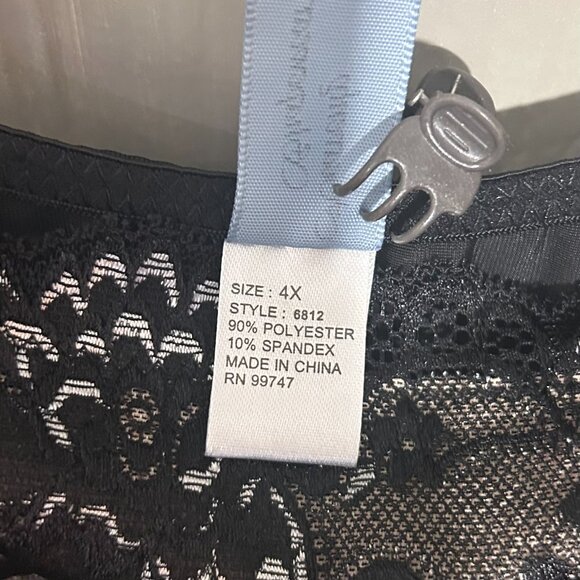 SIZE : 4X
STYLE : 6812
90% POLYESTER
10% SPANDEX
MADE IN CHINA
RN 99747